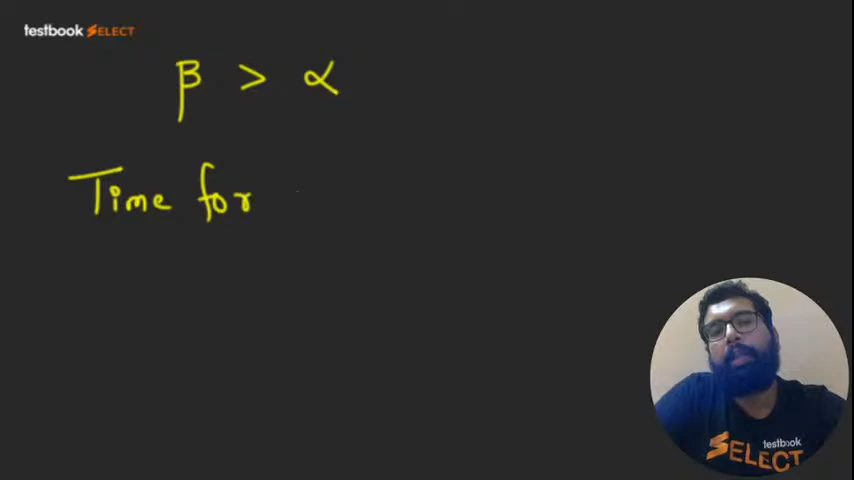 testbook SELECT
β > α
Time for
testbook
SELECT